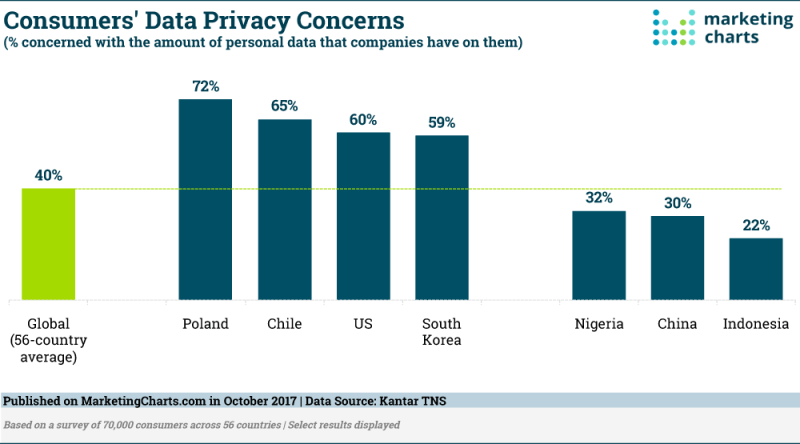 Consumers' Data Privacy Concerns
(% concerned with the amount of personal data that companies have on them)
marketing
charts
40%
72%
65%
60%
59%
32%
30%
22%
Global
(56-country
average)
Poland
Chile
US
South
Korea
Nigeria
China
Indonesia
Published on MarketingCharts.com in October 2017 | Data Source: Kantar TNS
Based on a survey of 70,000 consumers across 56 countries | Select results displayed